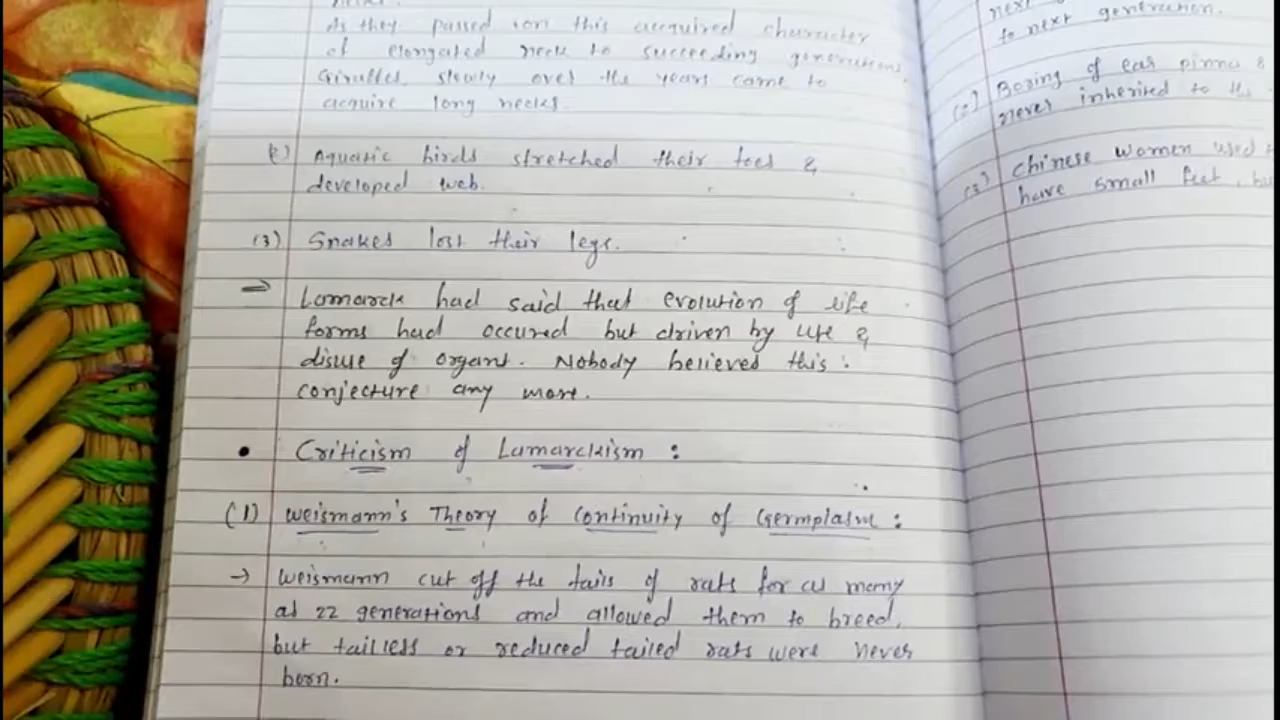 As they passed on this accquired character
of elongated neck to succeeding generations.
Giraffes slowly over the years came to
acquire long necks.
Aquatic birds stretched their toes &
developed web.
(3) Snakes lost their legs.
⇒ Lamarck had said that evolution of life
forms had occured but driven by use &
disuse of organs. Nobody believed this
conjecture any more.
• Criticism of Lamarckism :
(1) Weismann's Theory of Continuity of Germplasm :
→ Weismann cut off the tails of rats for as many
as 22 generations and allowed them to breed,
but tailless or reduced tailed rats were never
born.
next
to next generation.
(2) Boring of ear pinna &
never inherited to the
(3) Chinese women used
have small feet,